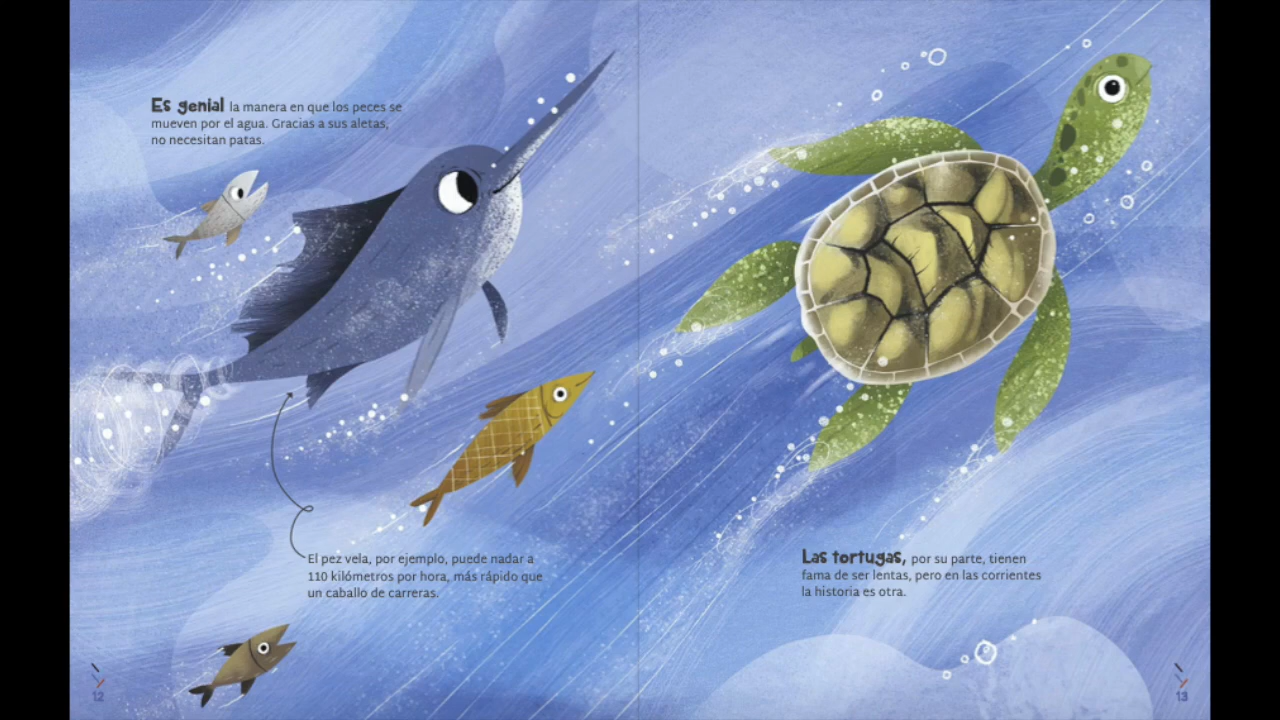 Es genial la manera en que los peces se
mueven por el agua. Gracias a sus aletas,
no necesitan patas.
El pez vela, por ejemplo, puede nadar a
110 kilómetros por hora, más rápido que
un caballo de carreras.
12
Las tortugas, por su parte, tienen
fama de ser lentas, pero en las corrientes
la historia es otra.
13